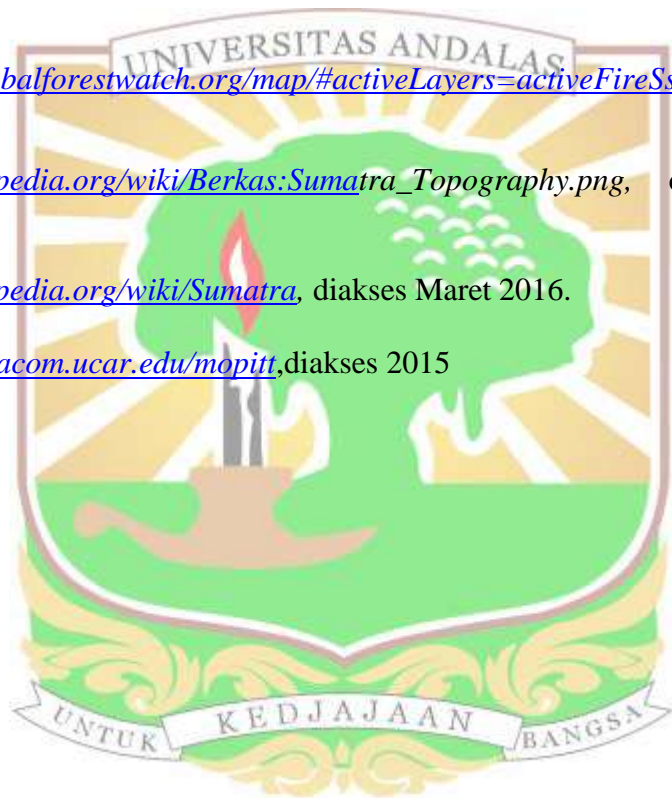 UNIVERSITAS ANDALAS
balforestwatch.org/map/#activeLayers=activeFireSs
pedia.org/wiki/Berkas:Sumatra_Topography.png,
pedia.org/wiki/Sumatra, diakses Maret 2016.
acom.ucar.edu/mopitt,diakses 2015
UNTUK KEDJAJAAN BANGSA